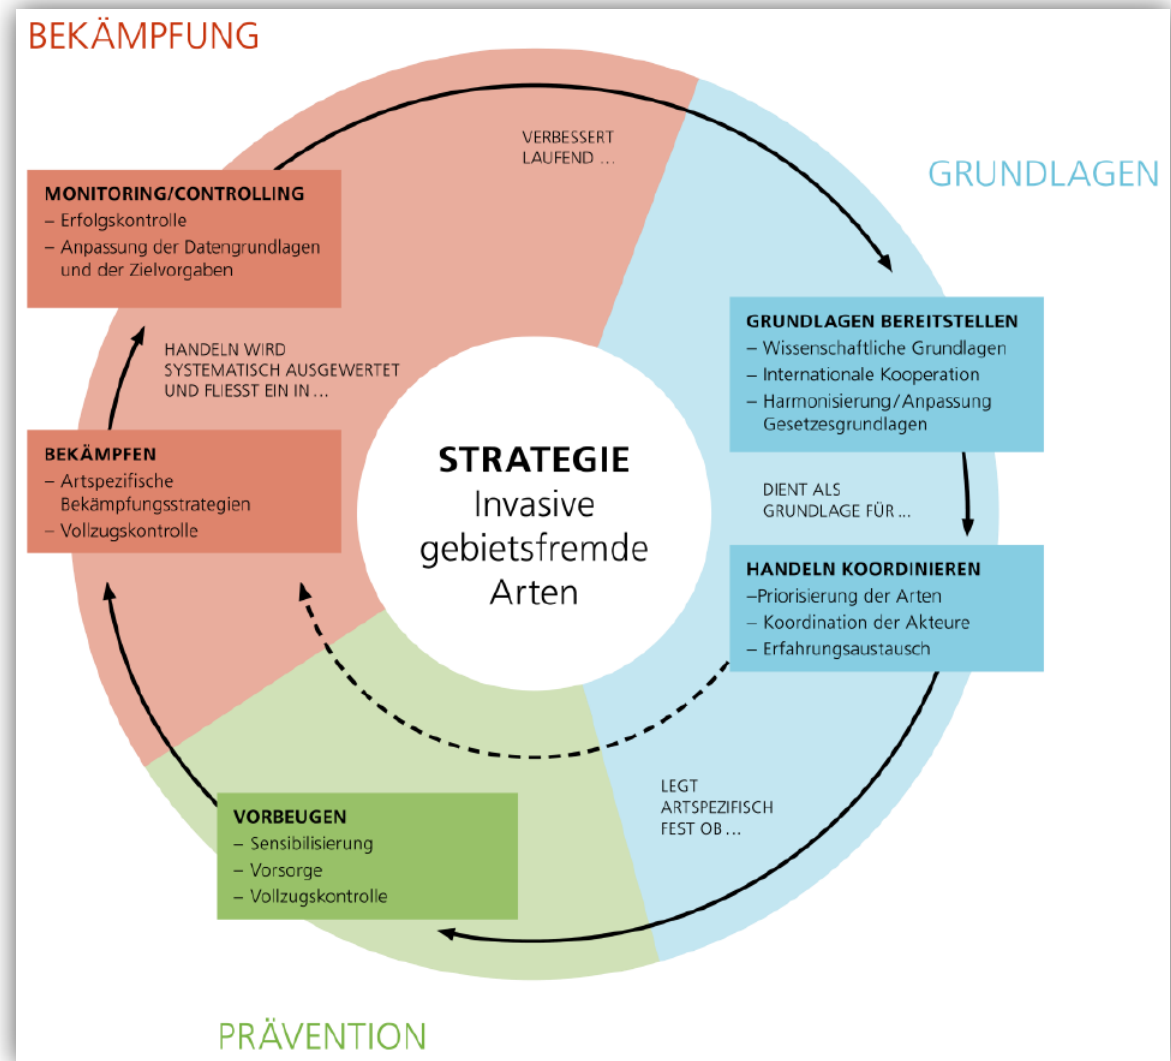 BEKÄMPFUNG
VERBESSERT
LAUFEND ...
GRUNDLAGEN
MONITORING/CONTROLLING
– Erfolgskontrolle
– Anpassung der Datengrundlagen
und der Zielvorgaben
GRUNDLAGEN BEREITSTELLEN
– Wissenschaftliche Grundlagen
– Internationale Kooperation
– Harmonisierung/Anpassung
Gesetzesgrundlagen
HANDELN WIRD
SYSTEMATISCH AUSGEWERTET
UND FLIESST EIN IN ...
BEKÄMPFEN
– Artspezifische
Bekämpfungsstrategien
– Vollzugskontrolle
STRATEGIE
Invasive
gebietsfremde
Arten
DIENT ALS
GRUNDLAGE FÜR ...
HANDELN KOORDINIEREN
–Priorisierung der Arten
– Koordination der Akteure
– Erfahrungsaustausch
LEGT
ARTSPEZIFISCH
FEST OB ...
VORBEUGEN
– Sensibilisierung
– Vorsorge
– Vollzugskontrolle
PRÄVENTION